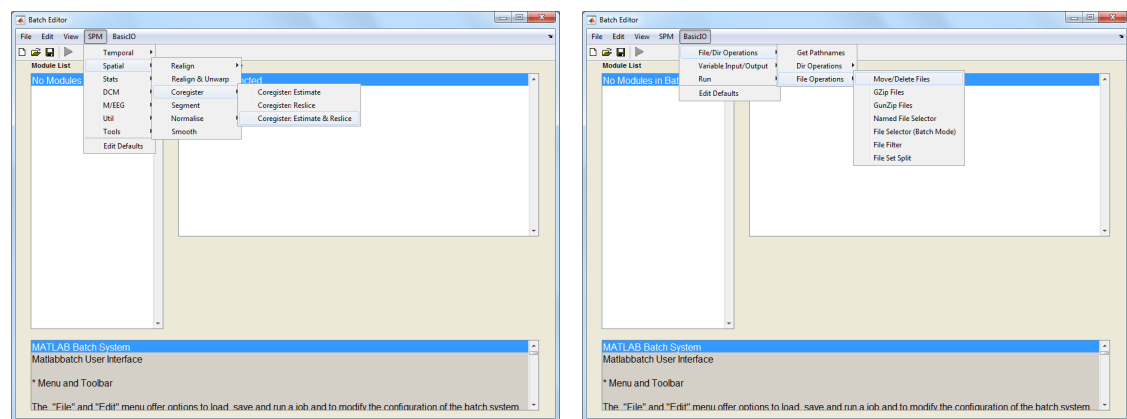 Batch Editor
File Edit View SPM BasicIO
Temporal
Spatial
Stats
DCM
M/EEG
Util
Tools
Edit Defaults
Realign
Realign & Unwarp
Coregister
Segment
Normalise
Smooth
Coregister: Estimate
Coregister: Reslice
Coregister: Estimate & Reslice
Module List
No Modules
MATLAB Batch System
Matlabbatch User Interface
* Menu and Toolbar
The "File" and "Edit" menu offer options to load, save and run a job and to modify the configuration of the batch system.
Batch Editor
File Edit View SPM BasicIO
File/Dir Operations
Variable Input/Output
Run
Edit Defaults
Get Pathnames
Dir Operations
File Operations
Move/Delete Files
GZip Files
GunZip Files
Named File Selector
File Selector (Batch Mode)
File Filter
File Set Split
Module List
No Modules in Bat
MATLAB Batch System
Matlabbatch User Interface
* Menu and Toolbar
The "File" and "Edit" menu offer options to load, save and run a job and to modify the configuration of the batch system.